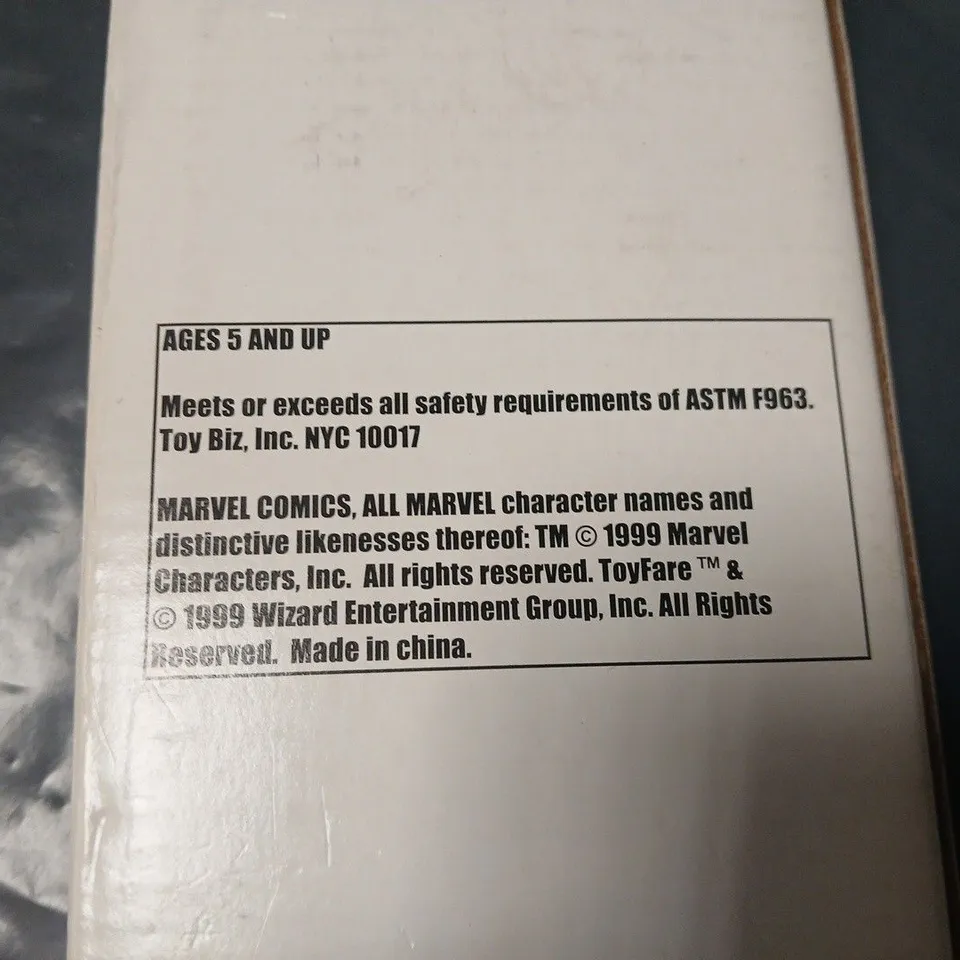 AGES 5 AND UP
Meets or exceeds all safety requirements of ASTM F963.
Toy Biz, Inc. NYC 10017
MARVEL COMICS, ALL MARVEL character names and
distinctive likenesses thereof: TM © 1999 Marvel
Characters, Inc. All rights reserved. ToyFare ™ &
© 1999 Wizard Entertainment Group, Inc. All Rights
Reserved. Made in china.